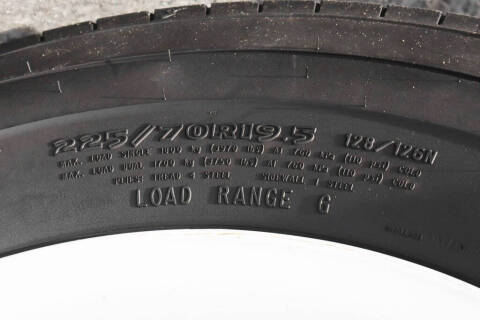 225/70R19.5 128/126N
MAX. LOAD SINGLE 1800 kg (3970 lbs) AT 760 kPa (110 PSI) COLD
MAX. LOAD DUAL 1700 kg (3750 lbs) AT 760 kPa (110 PSI) COLD
PLIES: TREAD 4 STEEL SIDEWALL 1 STEEL
LOAD RANGE G